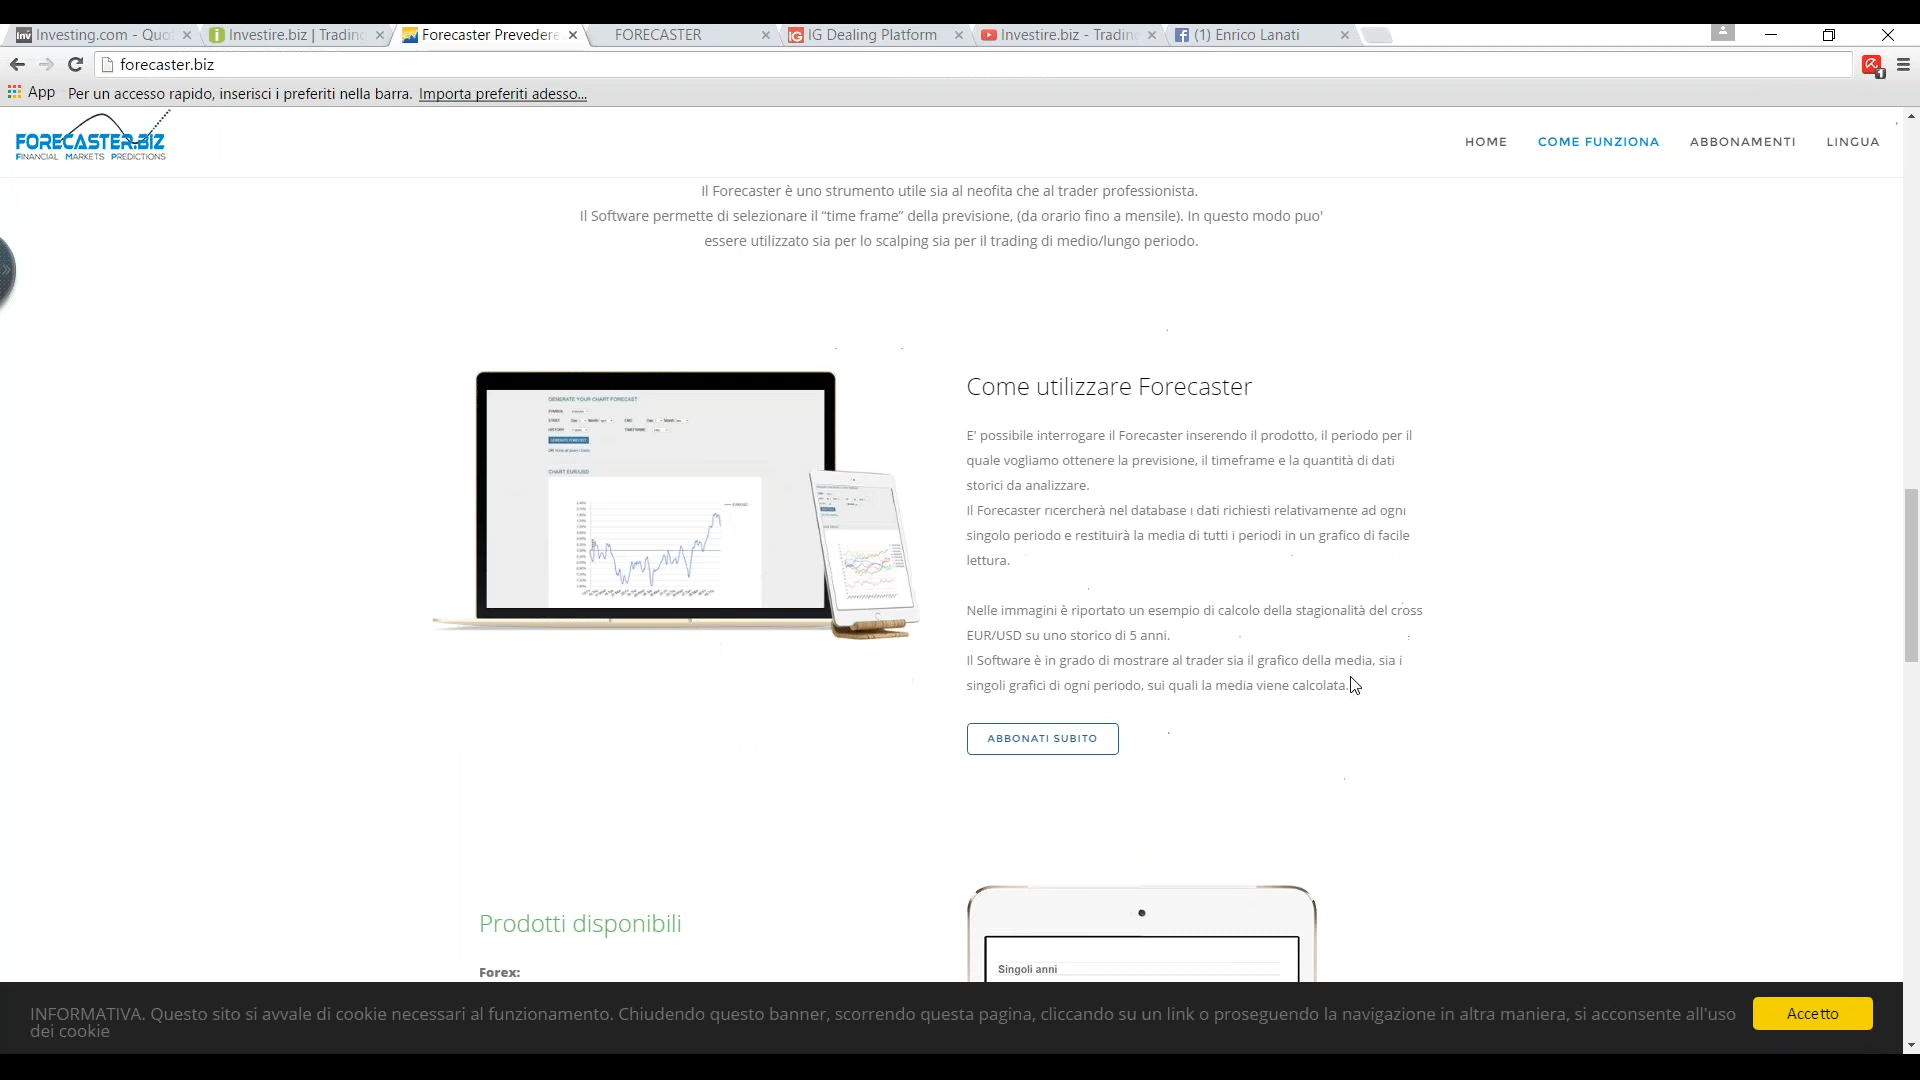 Investing.com - Quo
Investire.biz | Trading
Forecaster Prevedere
FORECASTER
IG Dealing Platform
Investire.biz - Trading
(1) Enrico Lanati
forecaster.biz
App
Per un accesso rapido, inserisci i preferiti nella barra. Importa preferiti adesso...
FORECASTER.BIZ
FINANCIAL MARKETS PREDICTIONS
HOME
COME FUNZIONA
ABBONAMENTI
LINGUA
Il Forecaster è uno strumento utile sia al neofita che al trader professionista.
Il Software permette di selezionare il “time frame” della previsione, (da orario fino a mensile). In questo modo puo'
essere utilizzato sia per lo scalping sia per il trading di medio/lungo periodo.
GENERATE YOUR CHART FORECAST
CHART EUR/USD
Come utilizzare Forecaster
E' possibile interrogare il Forecaster inserendo il prodotto, il periodo per il
quale vogliamo ottenere la previsione, il timeframe e la quantità di dati
storici da analizzare.
Il Forecaster ricercherà nel database i dati richiesti relativamente ad ogni
singolo periodo e restituirà la media di tutti i periodi in un grafico di facile
lettura.
Nelle immagini è riportato un esempio di calcolo della stagionalità del cross
EUR/USD su uno storico di 5 anni.
Il Software è in grado di mostrare al trader sia il grafico della media, sia i
singoli grafici di ogni periodo, sui quali la media viene calcolata.
ABBONATI SUBITO
Prodotti disponibili
Forex:
Singoli anni
INFORMATIVA. Questo sito si avvale di cookie necessari al funzionamento. Chiudendo questo banner, scorrendo questa pagina, cliccando su un link o proseguendo la navigazione in altra maniera, si acconsente all'uso
dei cookie
Accetto